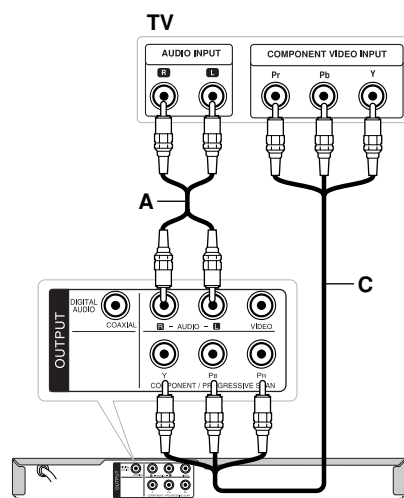 TV
AUDIO INPUT
COMPONENT VIDEO INPUT
R L
Pr Pb Y
A
C
OUTPUT
DIGITAL AUDIO
COAXIAL
R – AUDIO – L
VIDEO
Y PB PR
COMPONENT / PROGRESSIVE SCAN